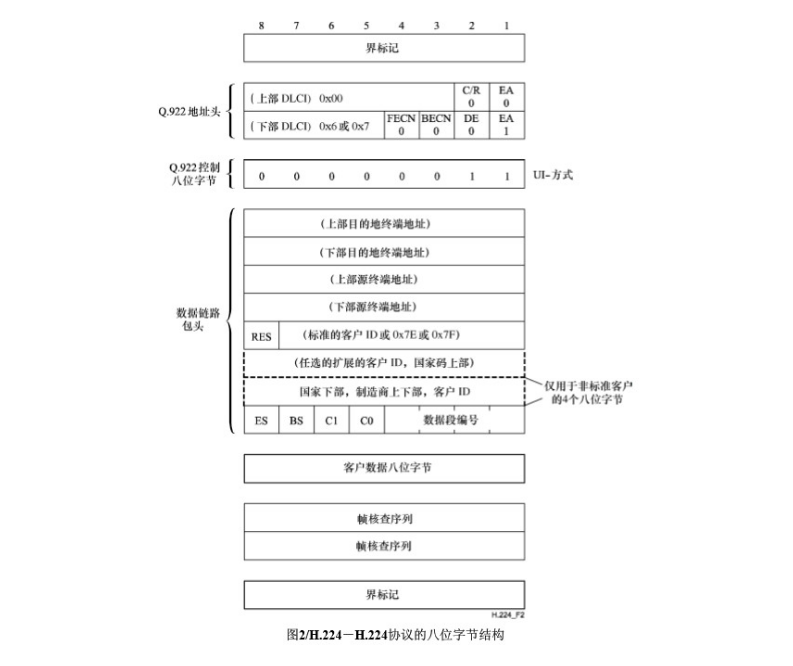 8 7 6 5 4 3 2 1
界标记
Q.922 地址头
(上部 DLCI) 0x00
C/R
0
EA
0
(下部 DLCI) 0x6 或 0x7
FECN
0
BECN
0
DE
0
EA
1
Q.922 控制
八位字节
0 0 0 0 0 0 1 1
UI-方式
数据链路
包头
(上部目的地终端地址)
(下部目的地终端地址)
(上部源终端地址)
(下部源终端地址)
RES
(标准的客户 ID 或 0x7E 或 0x7F)
(任选的扩展的客户 ID, 国家码上部)
国家下部, 制造商上下部, 客户 ID
仅用于非标准客户
的4个八位字节
ES BS C1 C0 数据段编号
客户数据八位字节
帧核查序列
帧核查序列
界标记
H.224_F2
图2/H.224－H.224协议的八位字节结构